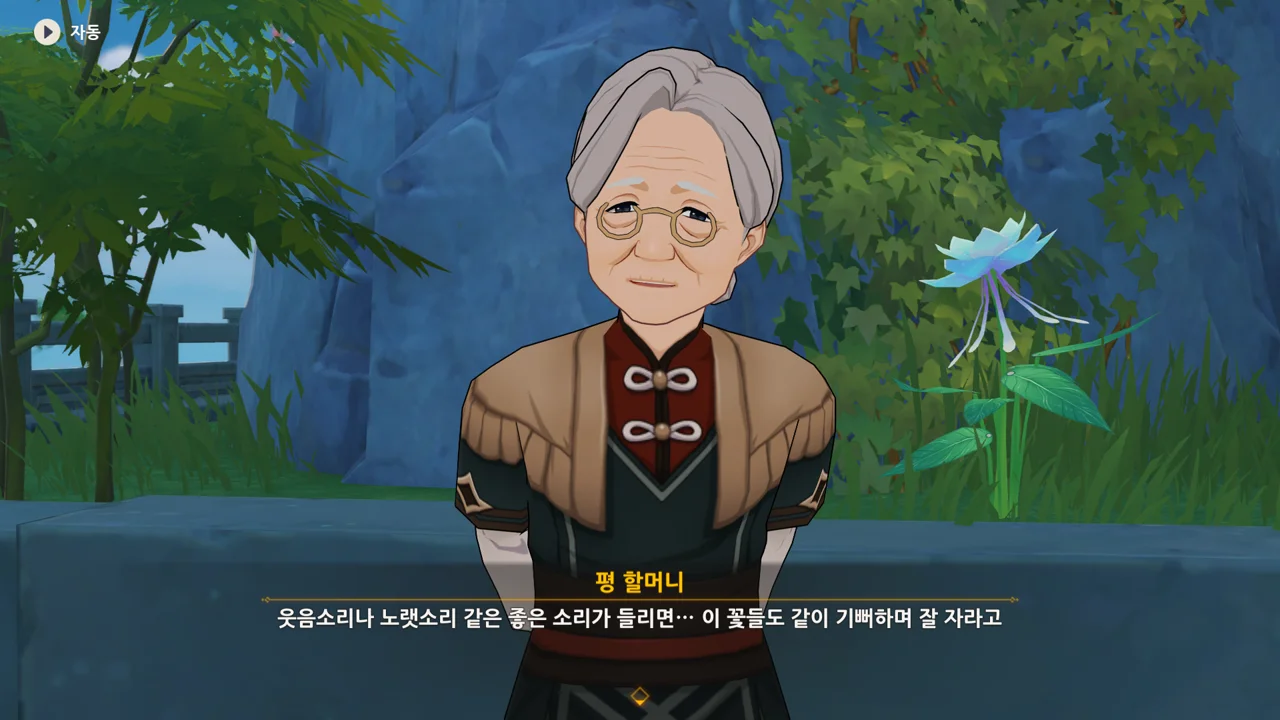 자동
평 할머니
웃음소리나 노랫소리 같은 좋은 소리가 들리면… 이 꽃들도 같이 기뻐하며 잘 자라고